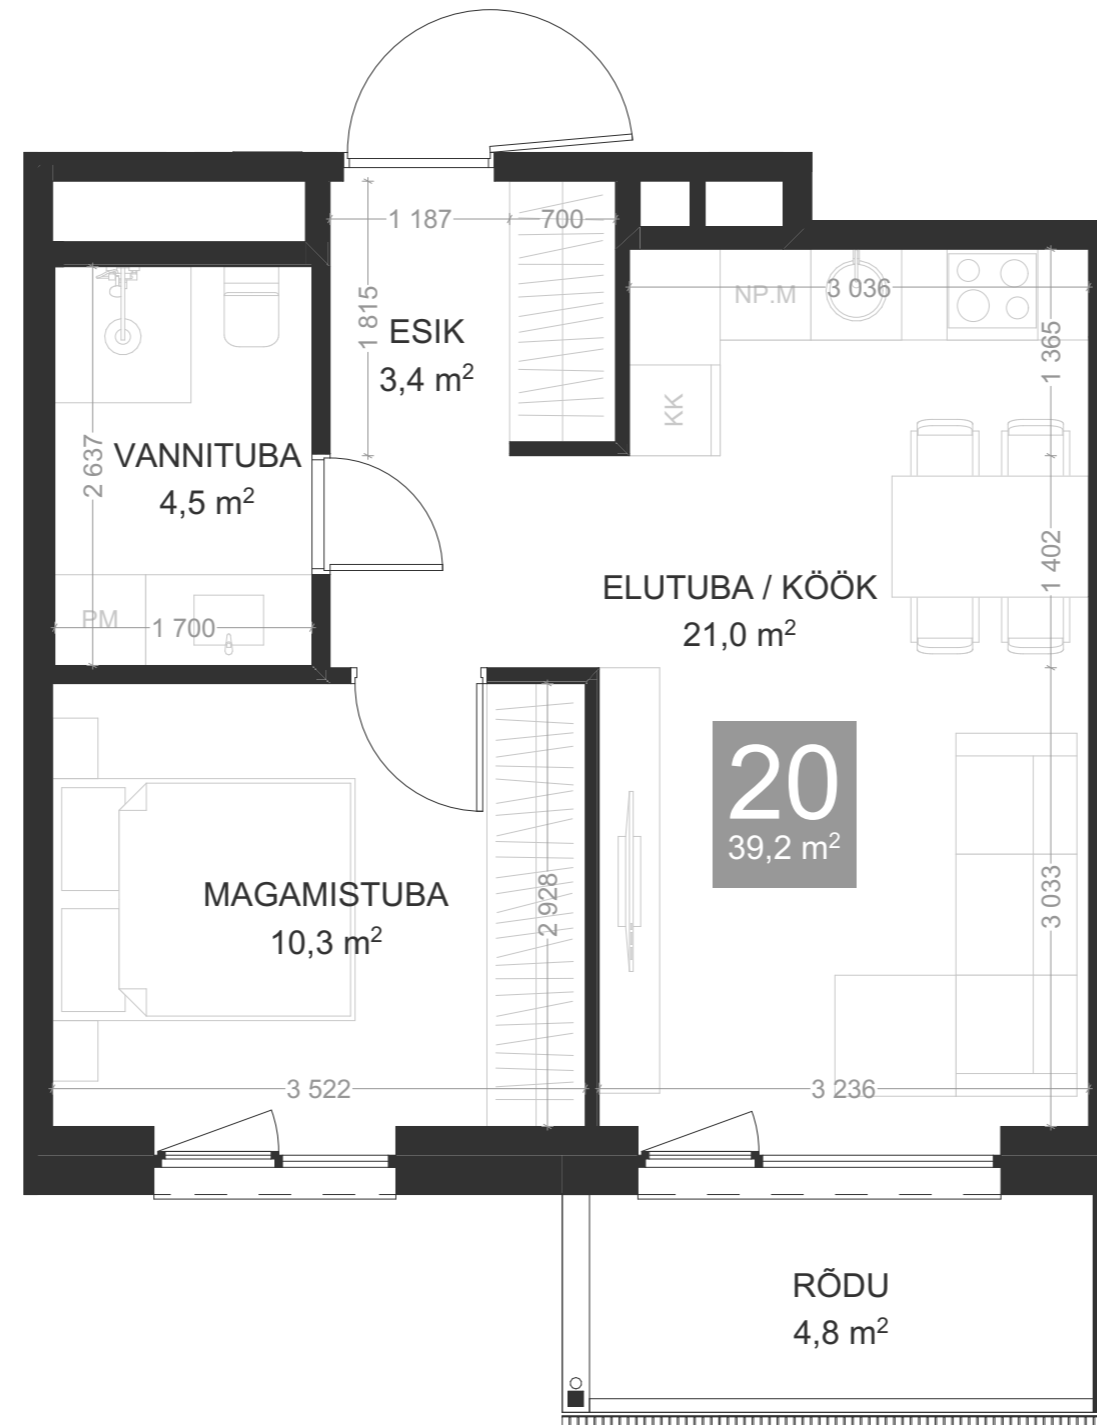 1 187
700
1 815
ESIK
3,4 m²
NP.M
3 036
1 365
KK
VANNITUBA
4,5 m²
2 637
PM
1 700
ELUTUBA / KÖÖK
21,0 m²
1 402
20
39,2 m²
MAGAMISTUBA
10,3 m²
2 928
3 033
3 522
3 236
RÕDU
4,8 m²